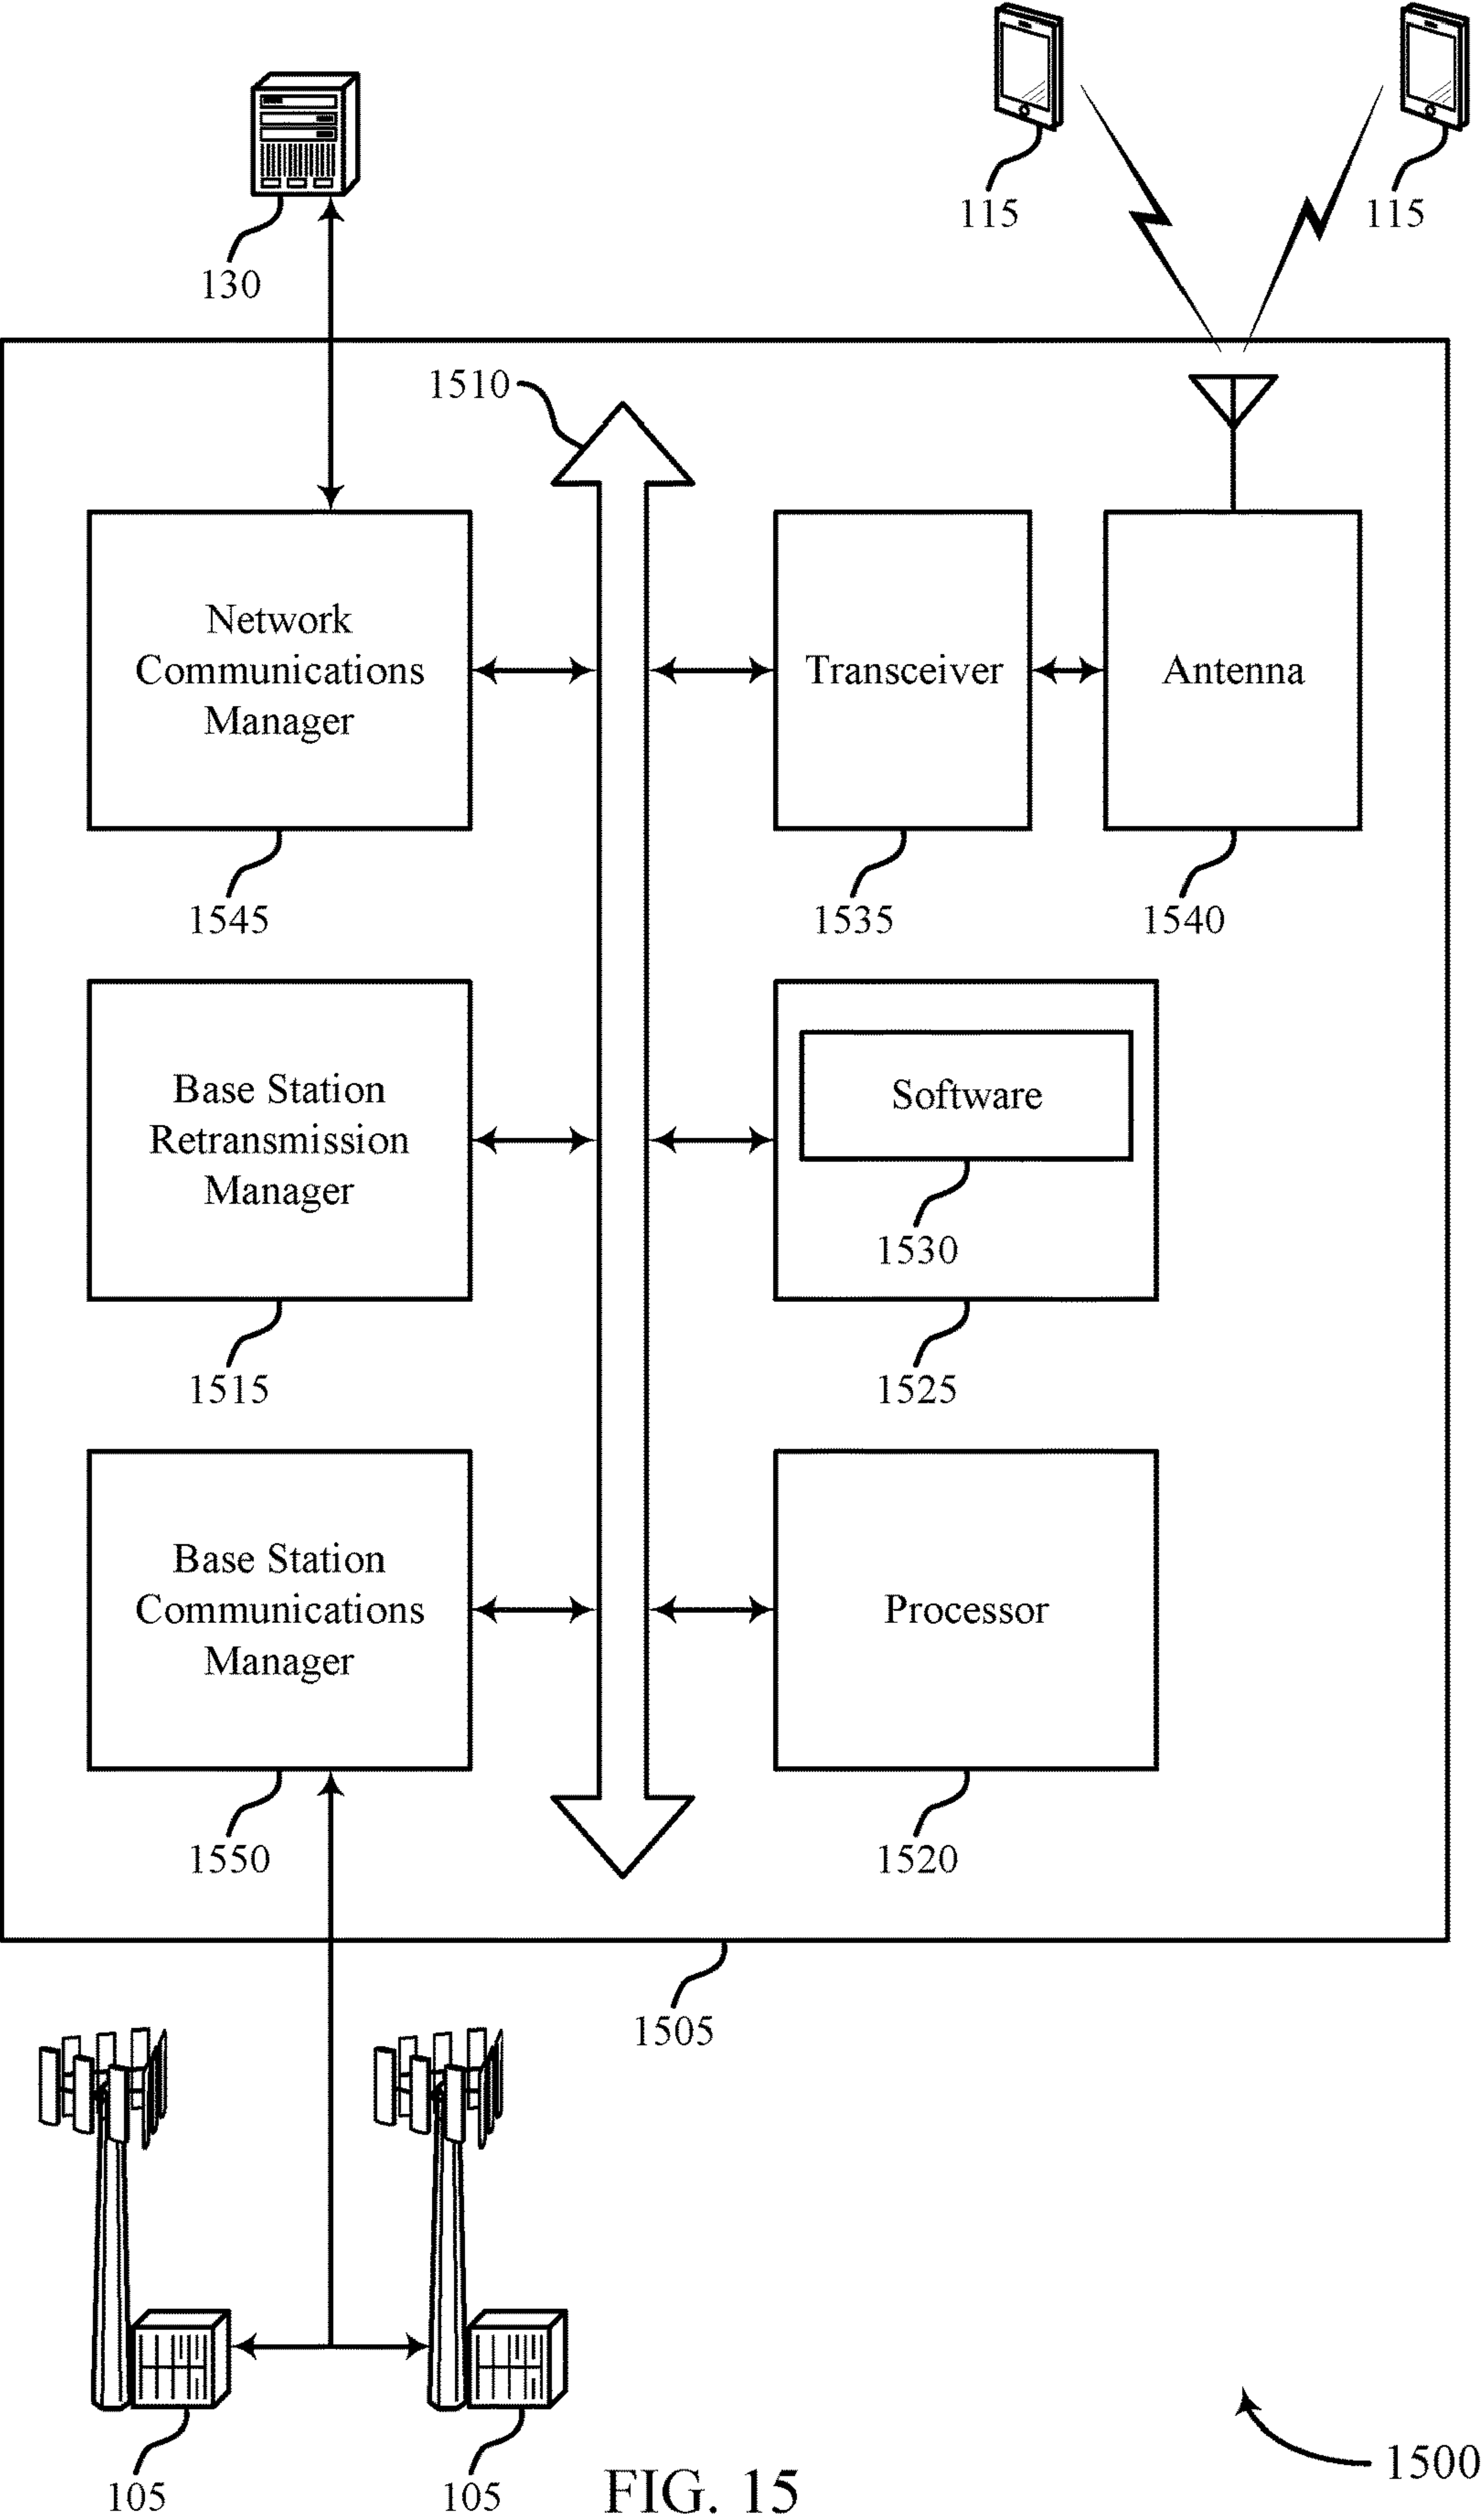 115
115
130
1510
Network
Communications
Manager
Transceiver
Antenna
1545
1535
1540
Base Station
Retransmission
Manager
Software
1530
1515
1525
Base Station
Communications
Manager
Processor
1550
1520
1505
105
105
FIG. 15
1500